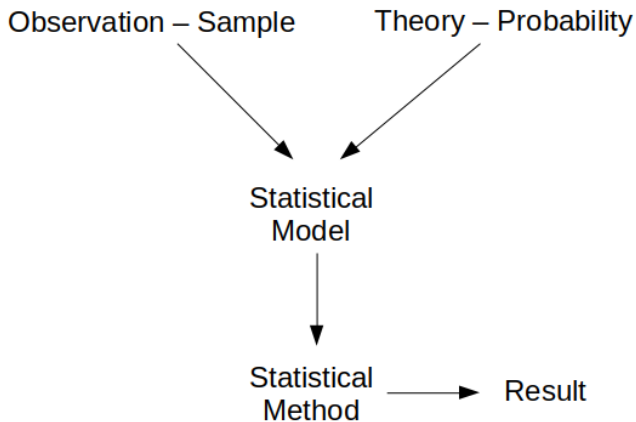 Observation – Sample
Theory – Probability
Statistical
Model
Statistical
Method
Result